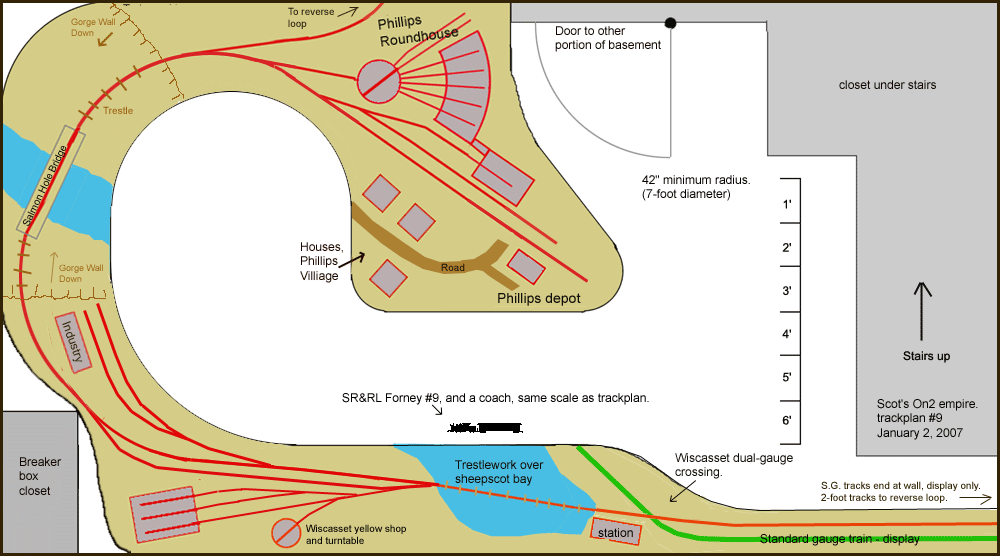 Gorge Wall
Down
To reverse
loop
Phillips
Roundhouse
Door to other
portion of basement
closet under stairs
Trestle
Salmon Hole Bridge
42" minimum radius.
(7-foot diameter)
1'
2'
3'
4'
5'
6'
Houses,
Phillips
Villiage
Road
Phillips depot
Gorge Wall
Down
Industry
Stairs up
SR&RL Forney #9, and a coach, same scale as trackplan.
Scot's On2 empire.
trackplan #9
January 2, 2007
Breaker
box
closet
Trestlework over
sheepscot bay
Wiscasset dual-gauge
crossing.
S.G. tracks end at wall, display only.
2-foot tracks to reverse loop.
Wiscasset yellow shop
and turntable
station
Standard gauge train - display